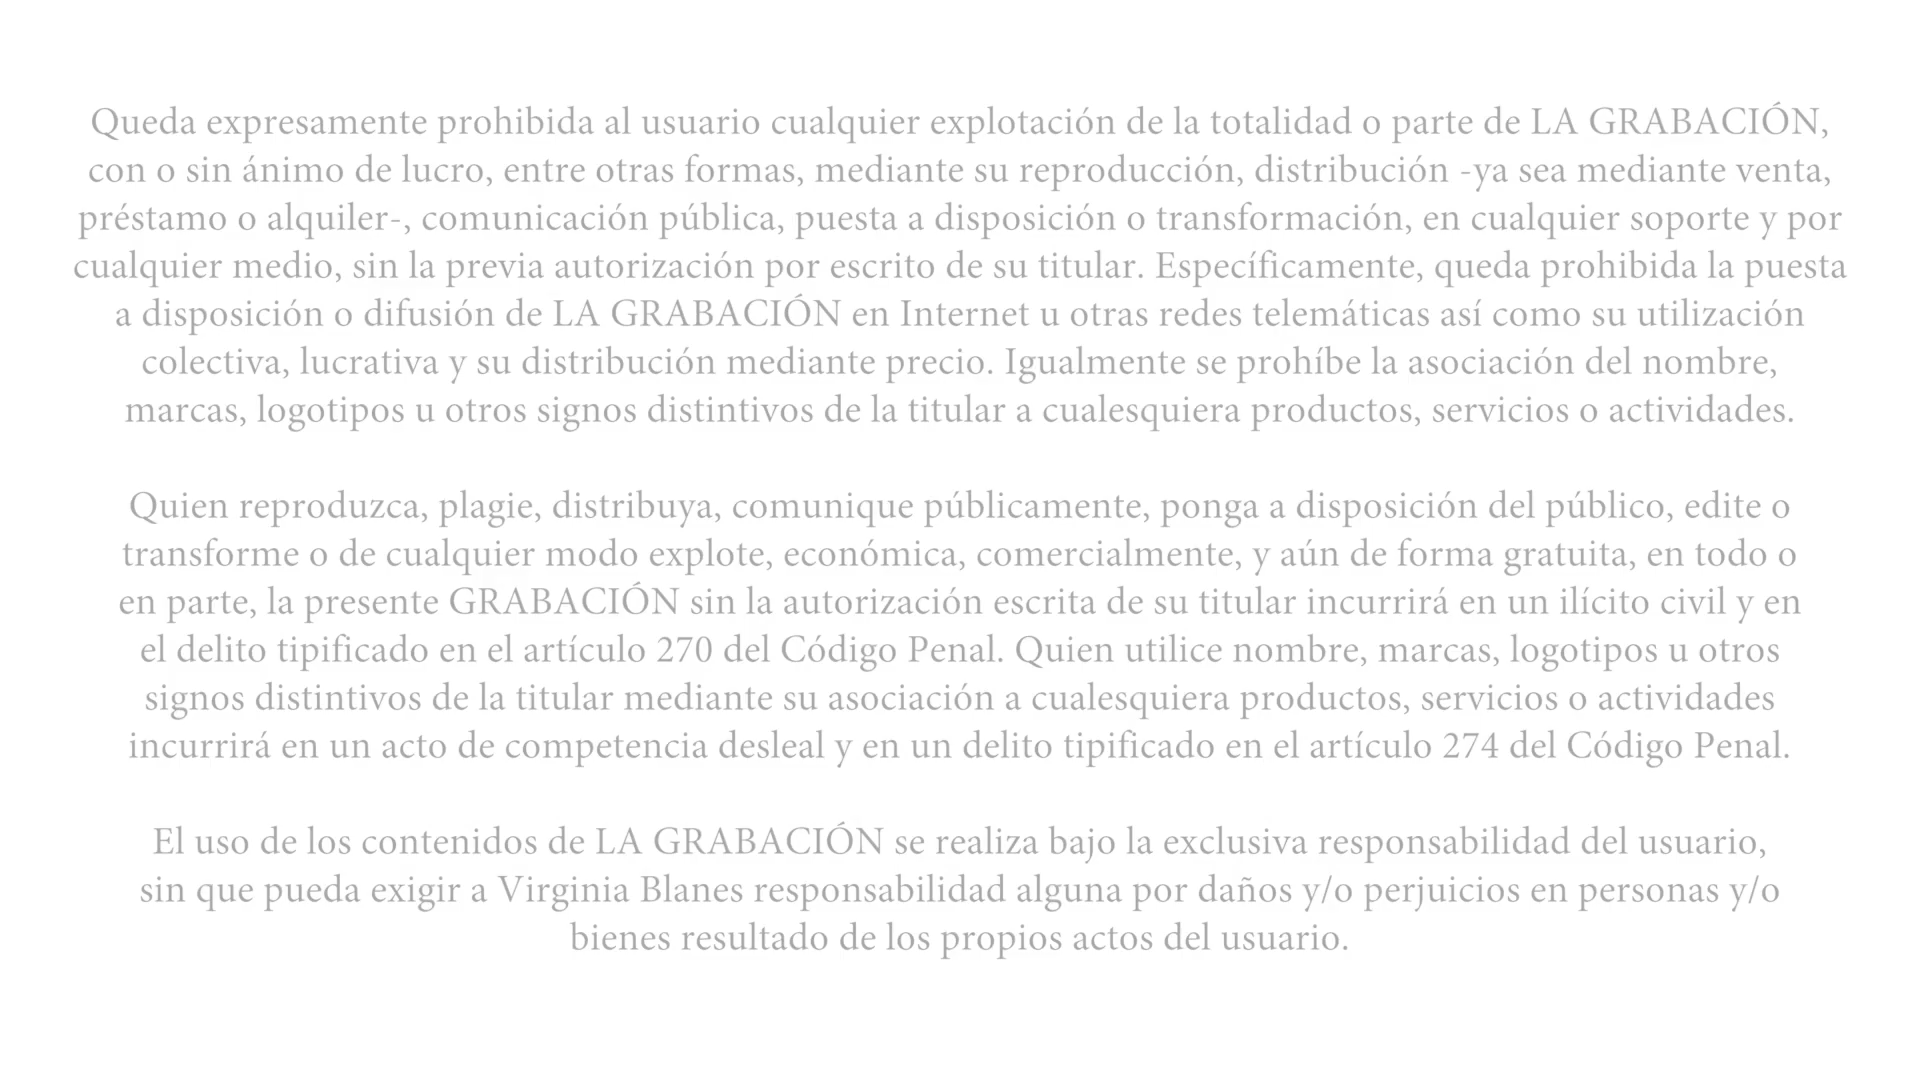 Queda expresamente prohibida al usuario cualquier explotación de la totalidad o parte de LA GRABACIÓN,
con o sin ánimo de lucro, entre otras formas, mediante su reproducción, distribución -ya sea mediante venta,
préstamo o alquiler-, comunicación pública, puesta a disposición o transformación, en cualquier soporte y por
cualquier medio, sin la previa autorización por escrito de su titular. Específicamente, queda prohibida la puesta
a disposición o difusión de LA GRABACIÓN en Internet u otras redes telemáticas así como su utilización
colectiva, lucrativa y su distribución mediante precio. Igualmente se prohíbe la asociación del nombre,
marcas, logotipos u otros signos distintivos de la titular a cualesquiera productos, servicios o actividades.
Quien reproduzca, plagie, distribuya, comunique públicamente, ponga a disposición del público, edite o
transforme o de cualquier modo explote, económica, comercialmente, y aún de forma gratuita, en todo o
en parte, la presente GRABACIÓN sin la autorización escrita de su titular incurrirá en un ilícito civil y en
el delito tipificado en el artículo 270 del Código Penal. Quien utilice nombre, marcas, logotipos u otros
signos distintivos de la titular mediante su asociación a cualesquiera productos, servicios o actividades
incurrirá en un acto de competencia desleal y en un delito tipificado en el artículo 274 del Código Penal.
El uso de los contenidos de LA GRABACIÓN se realiza bajo la exclusiva responsabilidad del usuario,
sin que pueda exigir a Virginia Blanes responsabilidad alguna por daños y/o perjuicios en personas y/o
bienes resultado de los propios actos del usuario.